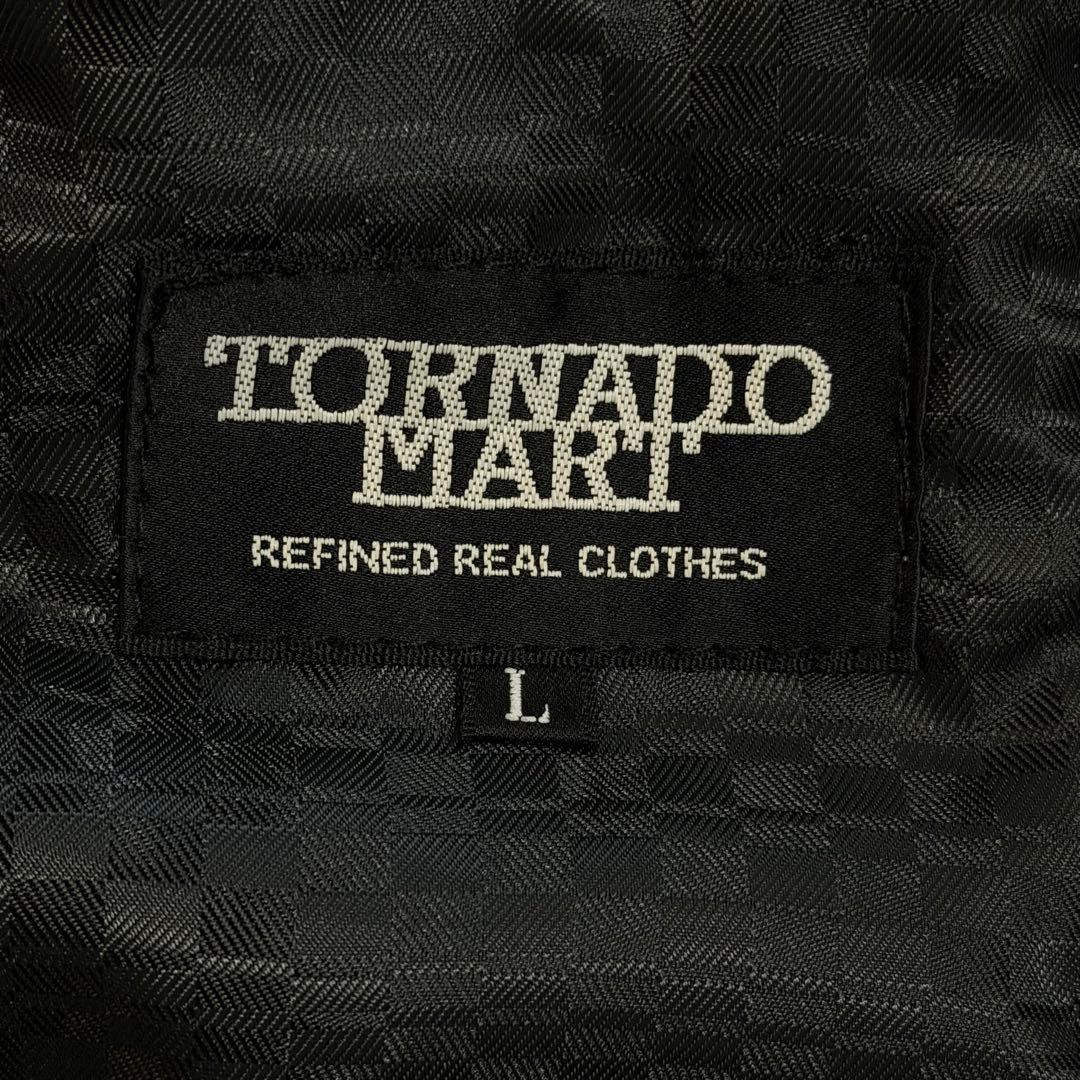 TORNADO
MART
REFINED REAL CLOTHES
L